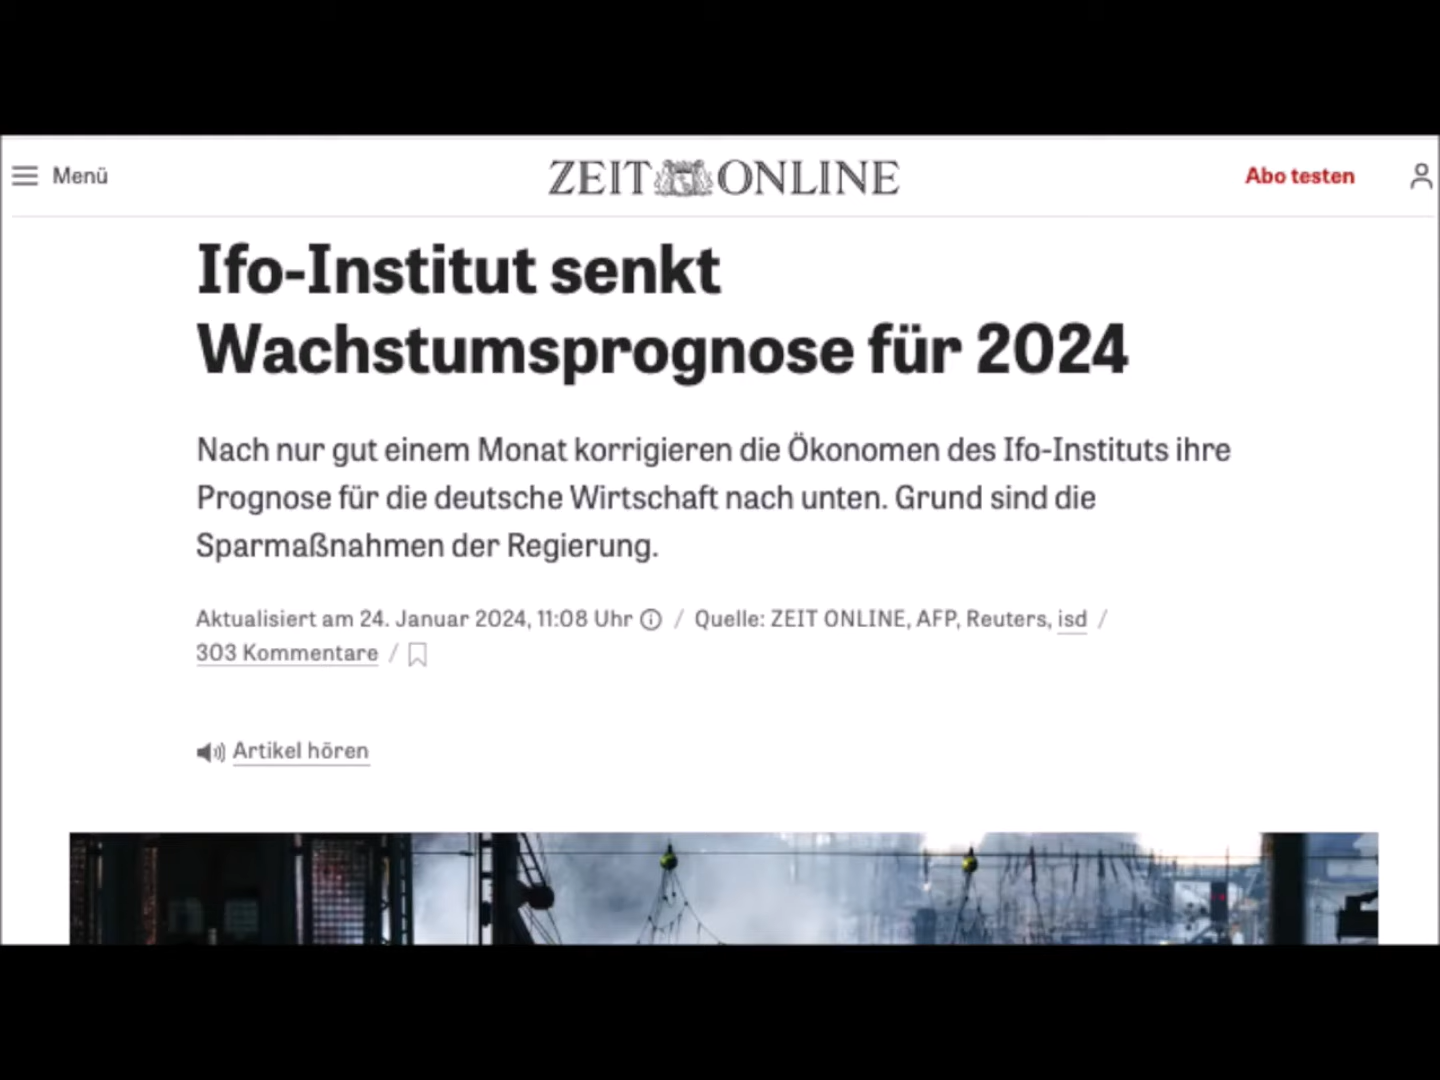 Menü
ZEIT ONLINE
Abo testen
Ifo-Institut senkt
Wachstumsprognose für 2024
Nach nur gut einem Monat korrigieren die Ökonomen des Ifo-Instituts ihre
Prognose für die deutsche Wirtschaft nach unten. Grund sind die
Sparmaßnahmen der Regierung.
Aktualisiert am 24. Januar 2024, 11:08 Uhr / Quelle: ZEIT ONLINE, AFP, Reuters, isd /
303 Kommentare /
Artikel hören